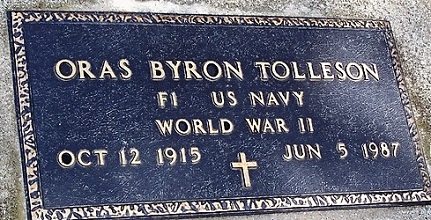 ORAS BYRON TOLLESON
F1 US NAVY
WORLD WAR II
OCT 12 1915 JUN 5 1987